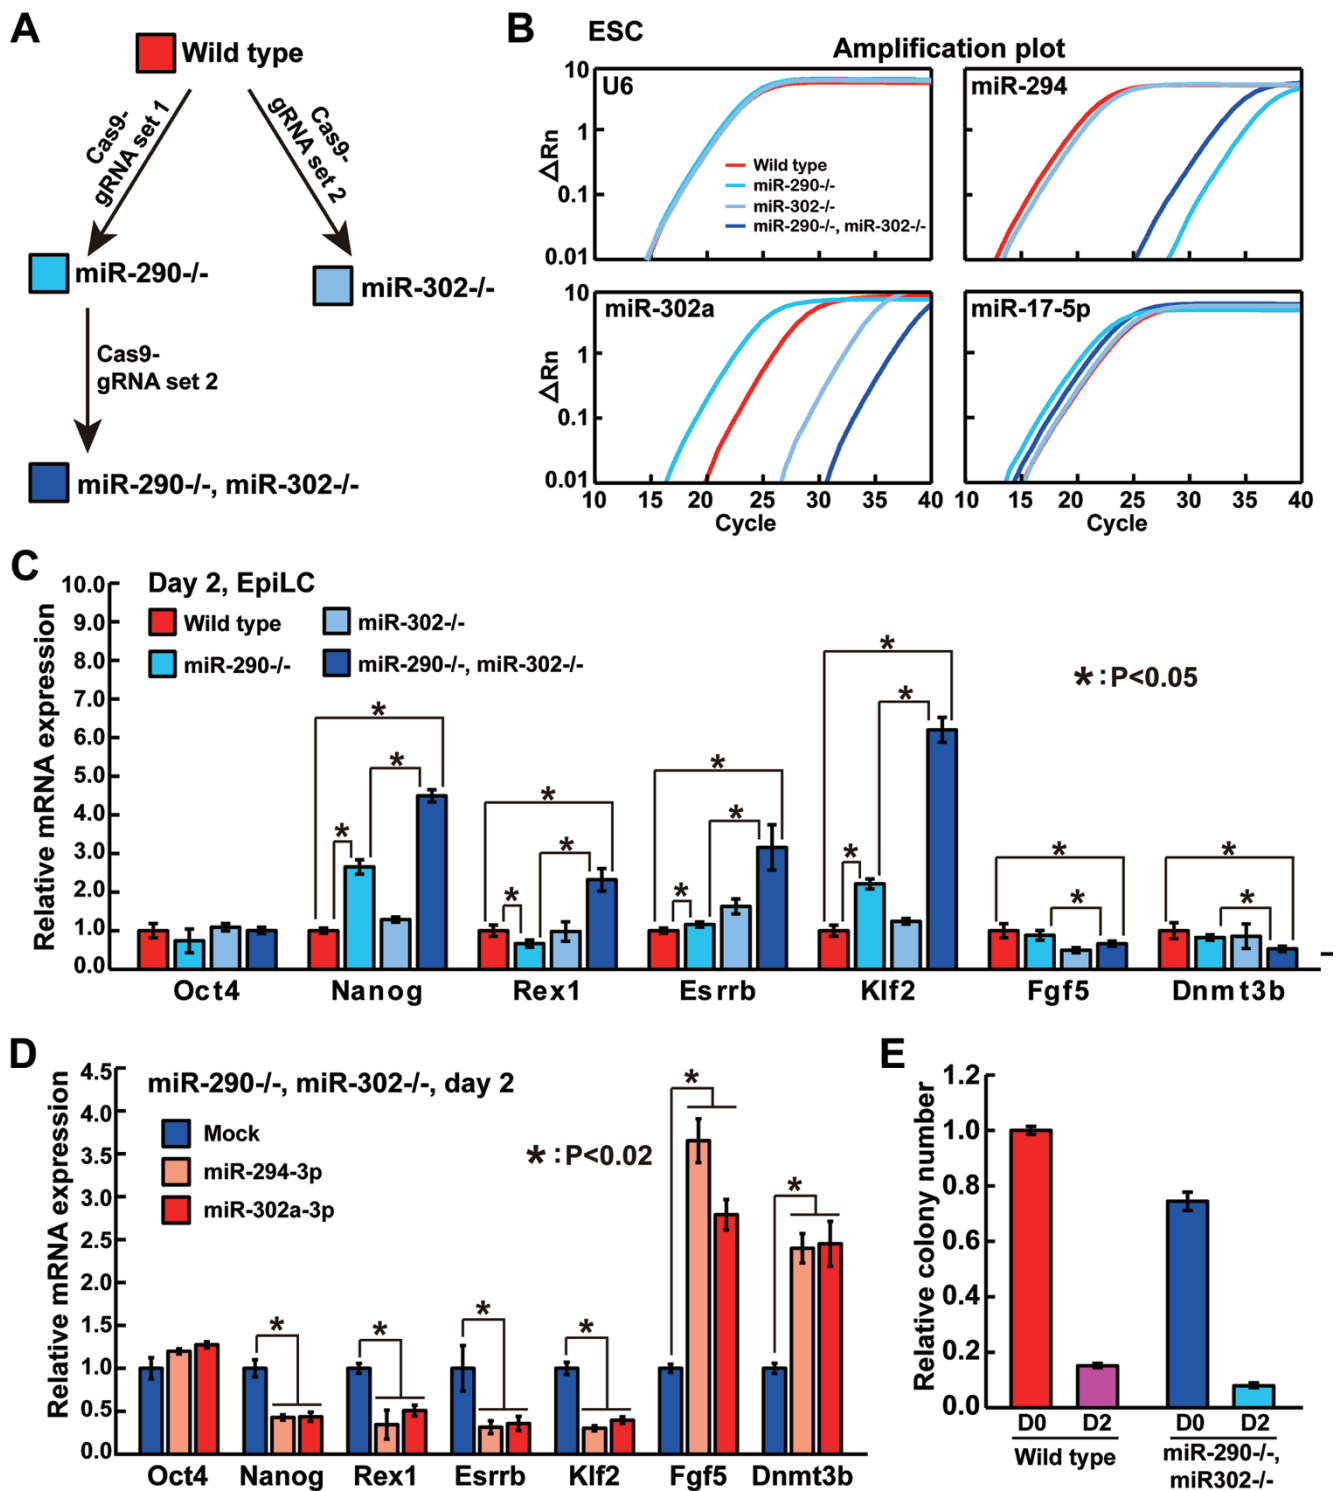 A
Wild type
Cas9-
gRNA set 1
Cas9-
gRNA set 2
miR-290-/-
miR-302-/-
Cas9-
gRNA set 2
miR-290-/-, miR-302-/-
B
ESC
Amplification plot
U6
10
1
0.1
0.01
ΔRn
Wild type
miR-290-/-
miR-302-/-
miR-290-/-, miR-302-/-
miR-294
miR-302a
10
1
0.1
0.01
ΔRn
10 15 20 25 30 35 40
Cycle
miR-17-5p
10 15 20 25 30 35 40
Cycle
C
Day 2, EpiLC
Wild type
miR-290-/-
miR-302-/-
miR-290-/-, miR-302-/-
*:P<0.05
Relative mRNA expression
10.0
9.0
8.0
7.0
6.0
5.0
4.0
3.0
2.0
1.0
0.0
* * *
* * *
* * *
* * *
* *
* *
Oct4 Nanog Rex1 Esrrb Klf2 Fgf5 Dnmt3b
D
miR-290-/-, miR-302-/-, day 2
Mock
miR-294-3p
miR-302a-3p
*:P<0.02
Relative mRNA expression
4.5
4.0
3.5
3.0
2.5
2.0
1.5
1.0
0.5
0.0
* * * * * *
Oct4 Nanog Rex1 Esrrb Klf2 Fgf5 Dnmt3b
E
Relative colony number
1.2
1.0
0.8
0.6
0.4
0.2
0.0
D0 D2 D0 D2
Wild type
miR-290-/-,
miR302-/-